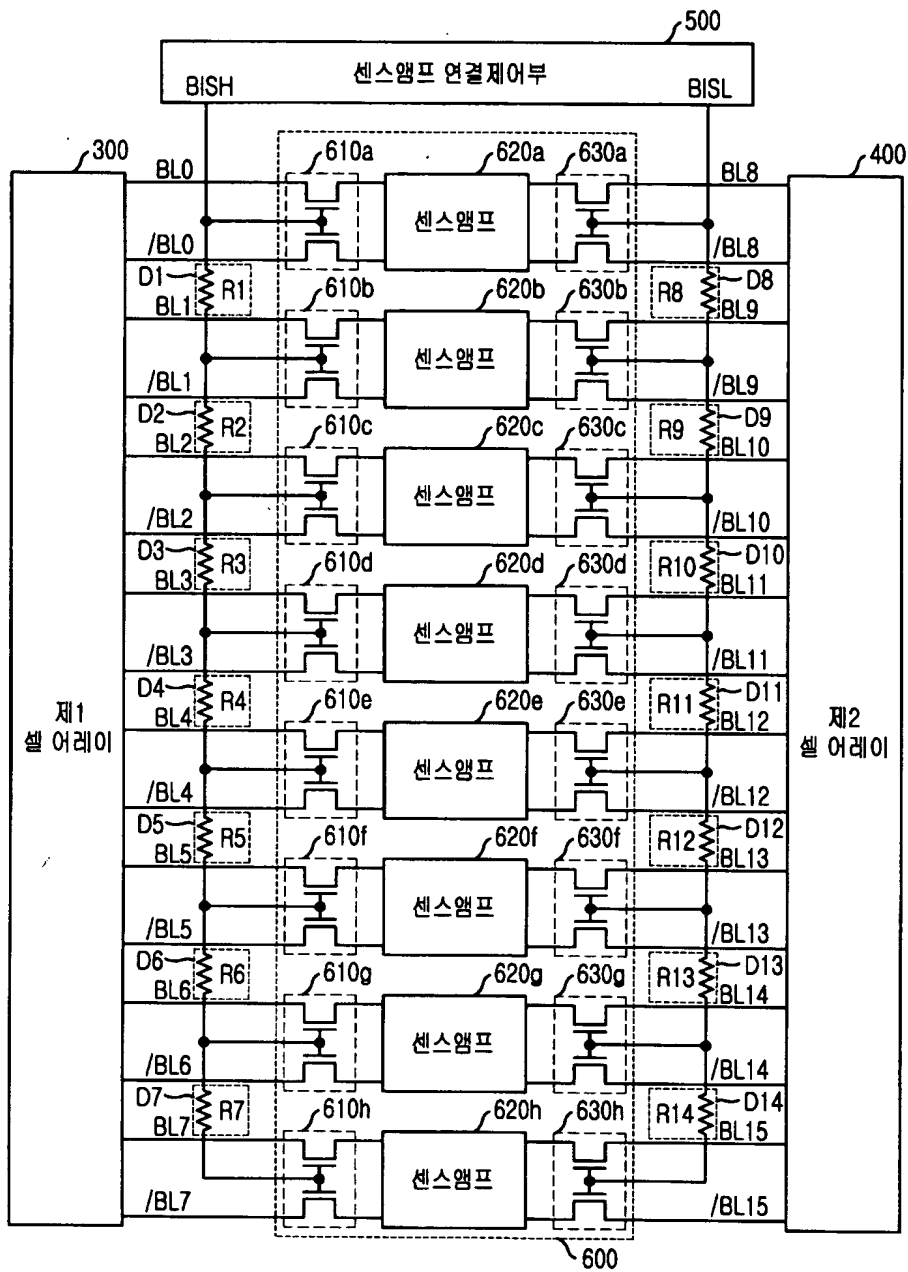 500
센스앰프 연결제어부
BISH BISL
300 610a 620a 630a 400
BL0 BL8
센스앰프
/BL0 /BL8
D1 R1 610b 620b 630b R8 D8
BL1 BL9
센스앰프
/BL1 /BL9
D2 R2 610c 620c 630c R9 D9
BL2 BL10
센스앰프
/BL2 /BL10
D3 R3 610d 620d 630d R10 D10
BL3 BL11
센스앰프
/BL3 /BL11
D4 R4 610e 620e 630e R11 D11
BL4 BL12
제1 제2
셀 어레이 센스앰프 셀 어레이
/BL4 /BL12
D5 R5 610f 620f 630f R12 D12
BL5 BL13
센스앰프
/BL5 /BL13
D6 R6 610g 620g 630g R13 D13
BL6 BL14
센스앰프
/BL6 /BL14
D7 R7 610h 620h 630h R14 D14
BL7 BL15
센스앰프
/BL7 /BL15
600